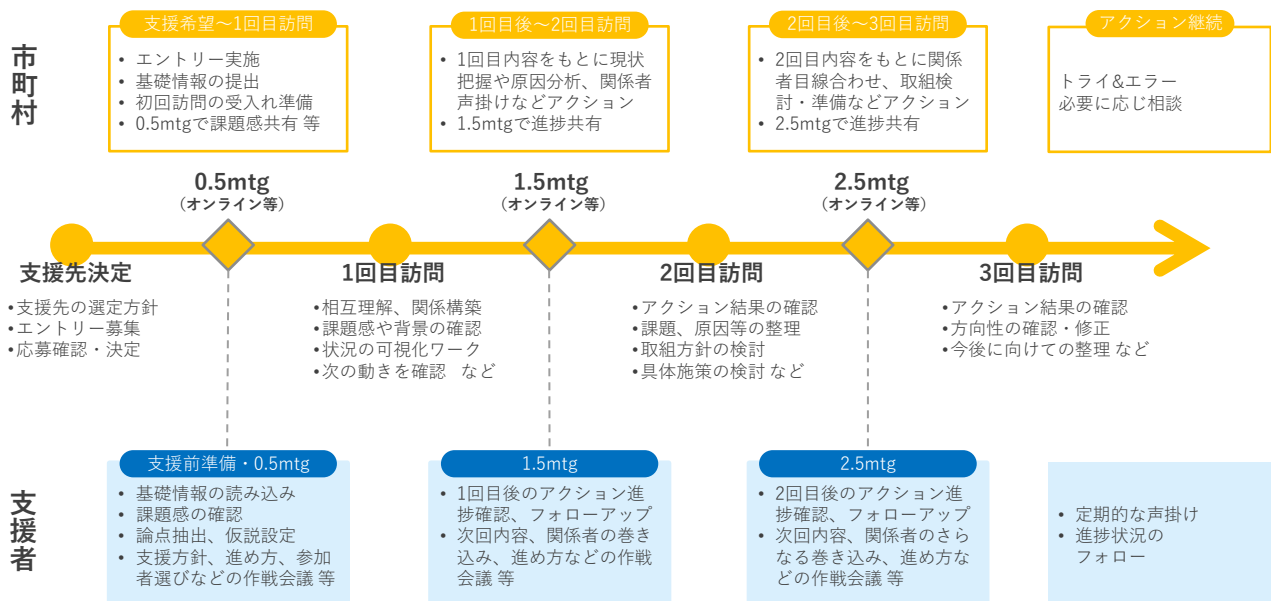 市町村
支援希望～1回目訪問
• エントリー実施
• 基礎情報の提出
• 初回訪問の受入れ準備
• 0.5mtgで課題感共有 等
1回目後～2回目訪問
• 1回目内容をもとに現状
把握や原因分析、関係者
声掛けなどアクション
• 1.5mtgで進捗共有
2回目後～3回目訪問
• 2回目内容をもとに関係
者目線合わせ、取組検
討・準備などアクション
• 2.5mtgで進捗共有
アクション継続
トライ&エラー
必要に応じ相談
0.5mtg
（オンライン等）
1.5mtg
（オンライン等）
2.5mtg
（オンライン等）
支援先決定
•支援先の選定方針
•エントリー募集
•応募確認・決定
1回目訪問
•相互理解、関係構築
•課題感や背景の確認
•状況の可視化ワーク
•次の動きを確認 など
2回目訪問
•アクション結果の確認
•課題、原因等の整理
•取組方針の検討
•具体施策の検討 など
3回目訪問
•アクション結果の確認
•方向性の確認・修正
•今後に向けての整理 など
支援者
支援前準備・0.5mtg
• 基礎情報の読み込み
• 課題感の確認
• 論点抽出、仮説設定
• 支援方針、進め方、参加
者選びなどの作戦会議 等
1.5mtg
• 1回目後のアクション進
捗確認、フォローアップ
• 次回内容、関係者の巻き
込み、進め方などの作戦
会議 等
2.5mtg
• 2回目後のアクション進
捗確認、フォローアップ
• 次回内容、関係者のさら
なる巻き込み、進め方な
どの作戦会議 等
• 定期的な声掛け
• 進捗状況の
フォロー